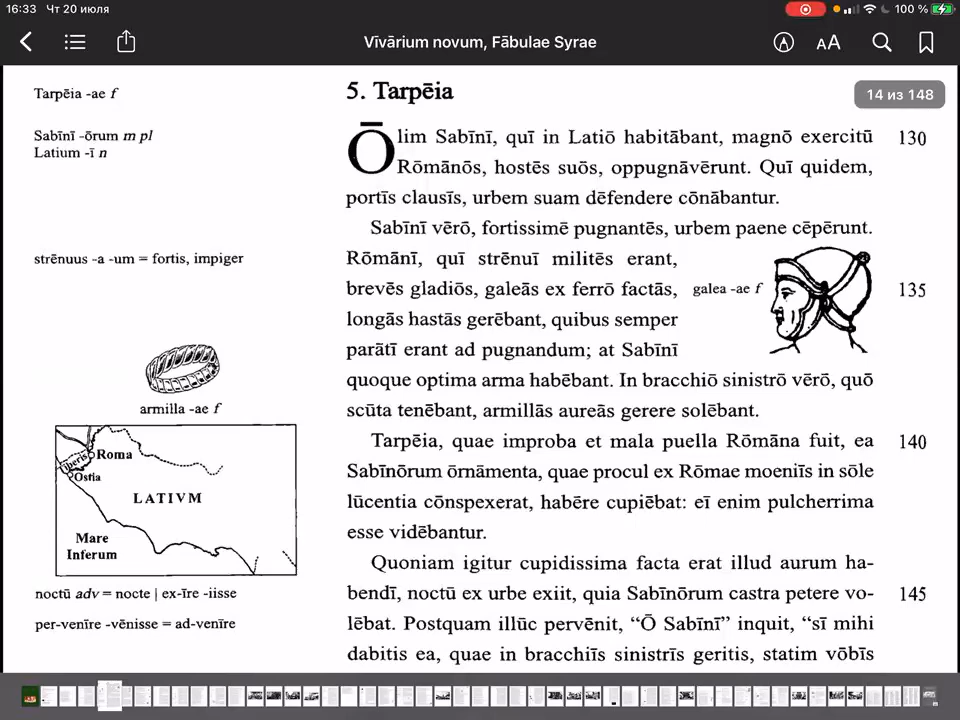 16:33 Чт 20 июля
100 %
Vīvārium novum, Fābulae Syrae
AA
14 из 148
Tarpēia -ae f
Sabīnī -ōrum m pl
Latium -ī n
strēnuus -a -um = fortis, impiger
armilla -ae f
Roma
Tiberis
Ostia
LATIVM
Mare
Inferum
noctū adv = nocte | ex-īre -iisse
per-venīre -vēnisse = ad-venīre
5. Tarpēia
Ōlim Sabīnī, quī in Latiō habitābant, magnō exercitū 130
Rōmānōs, hostēs suōs, oppugnāvērunt. Quī quidem,
portīs clausīs, urbem suam dēfendere cōnābantur.
Sabīnī vērō, fortissimē pugnantēs, urbem paene cēpērunt.
Rōmānī, quī strēnuī mīlitēs erant,
brevēs gladiōs, galeās ex ferrō factās, galea -ae f 135
longās hastās gerēbant, quibus semper
parātī erant ad pugnandum; at Sabīnī
quoque optima arma habēbant. In bracchiō sinistrō vērō, quō
scūta tenēbant, armillās aureās gerere solēbant.
Tarpēia, quae improba et mala puella Rōmāna fuit, ea 140
Sabīnōrum ōrnāmenta, quae procul ex Rōmae moeniīs in sōle
lūcentia cōnspexerat, habēre cupiēbat: eī enim pulcherrima
esse vidēbantur.
Quoniam igitur cupidissima facta erat illud aurum ha-
bendī, noctū ex urbe exiit, quia Sabīnōrum castra petere vo- 145
lēbat. Postquam illūc pervēnit, “Ō Sabīnī” inquit, “sī mihi
dabitis ea, quae in bracchiīs sinistrīs geritis, statim vōbīs